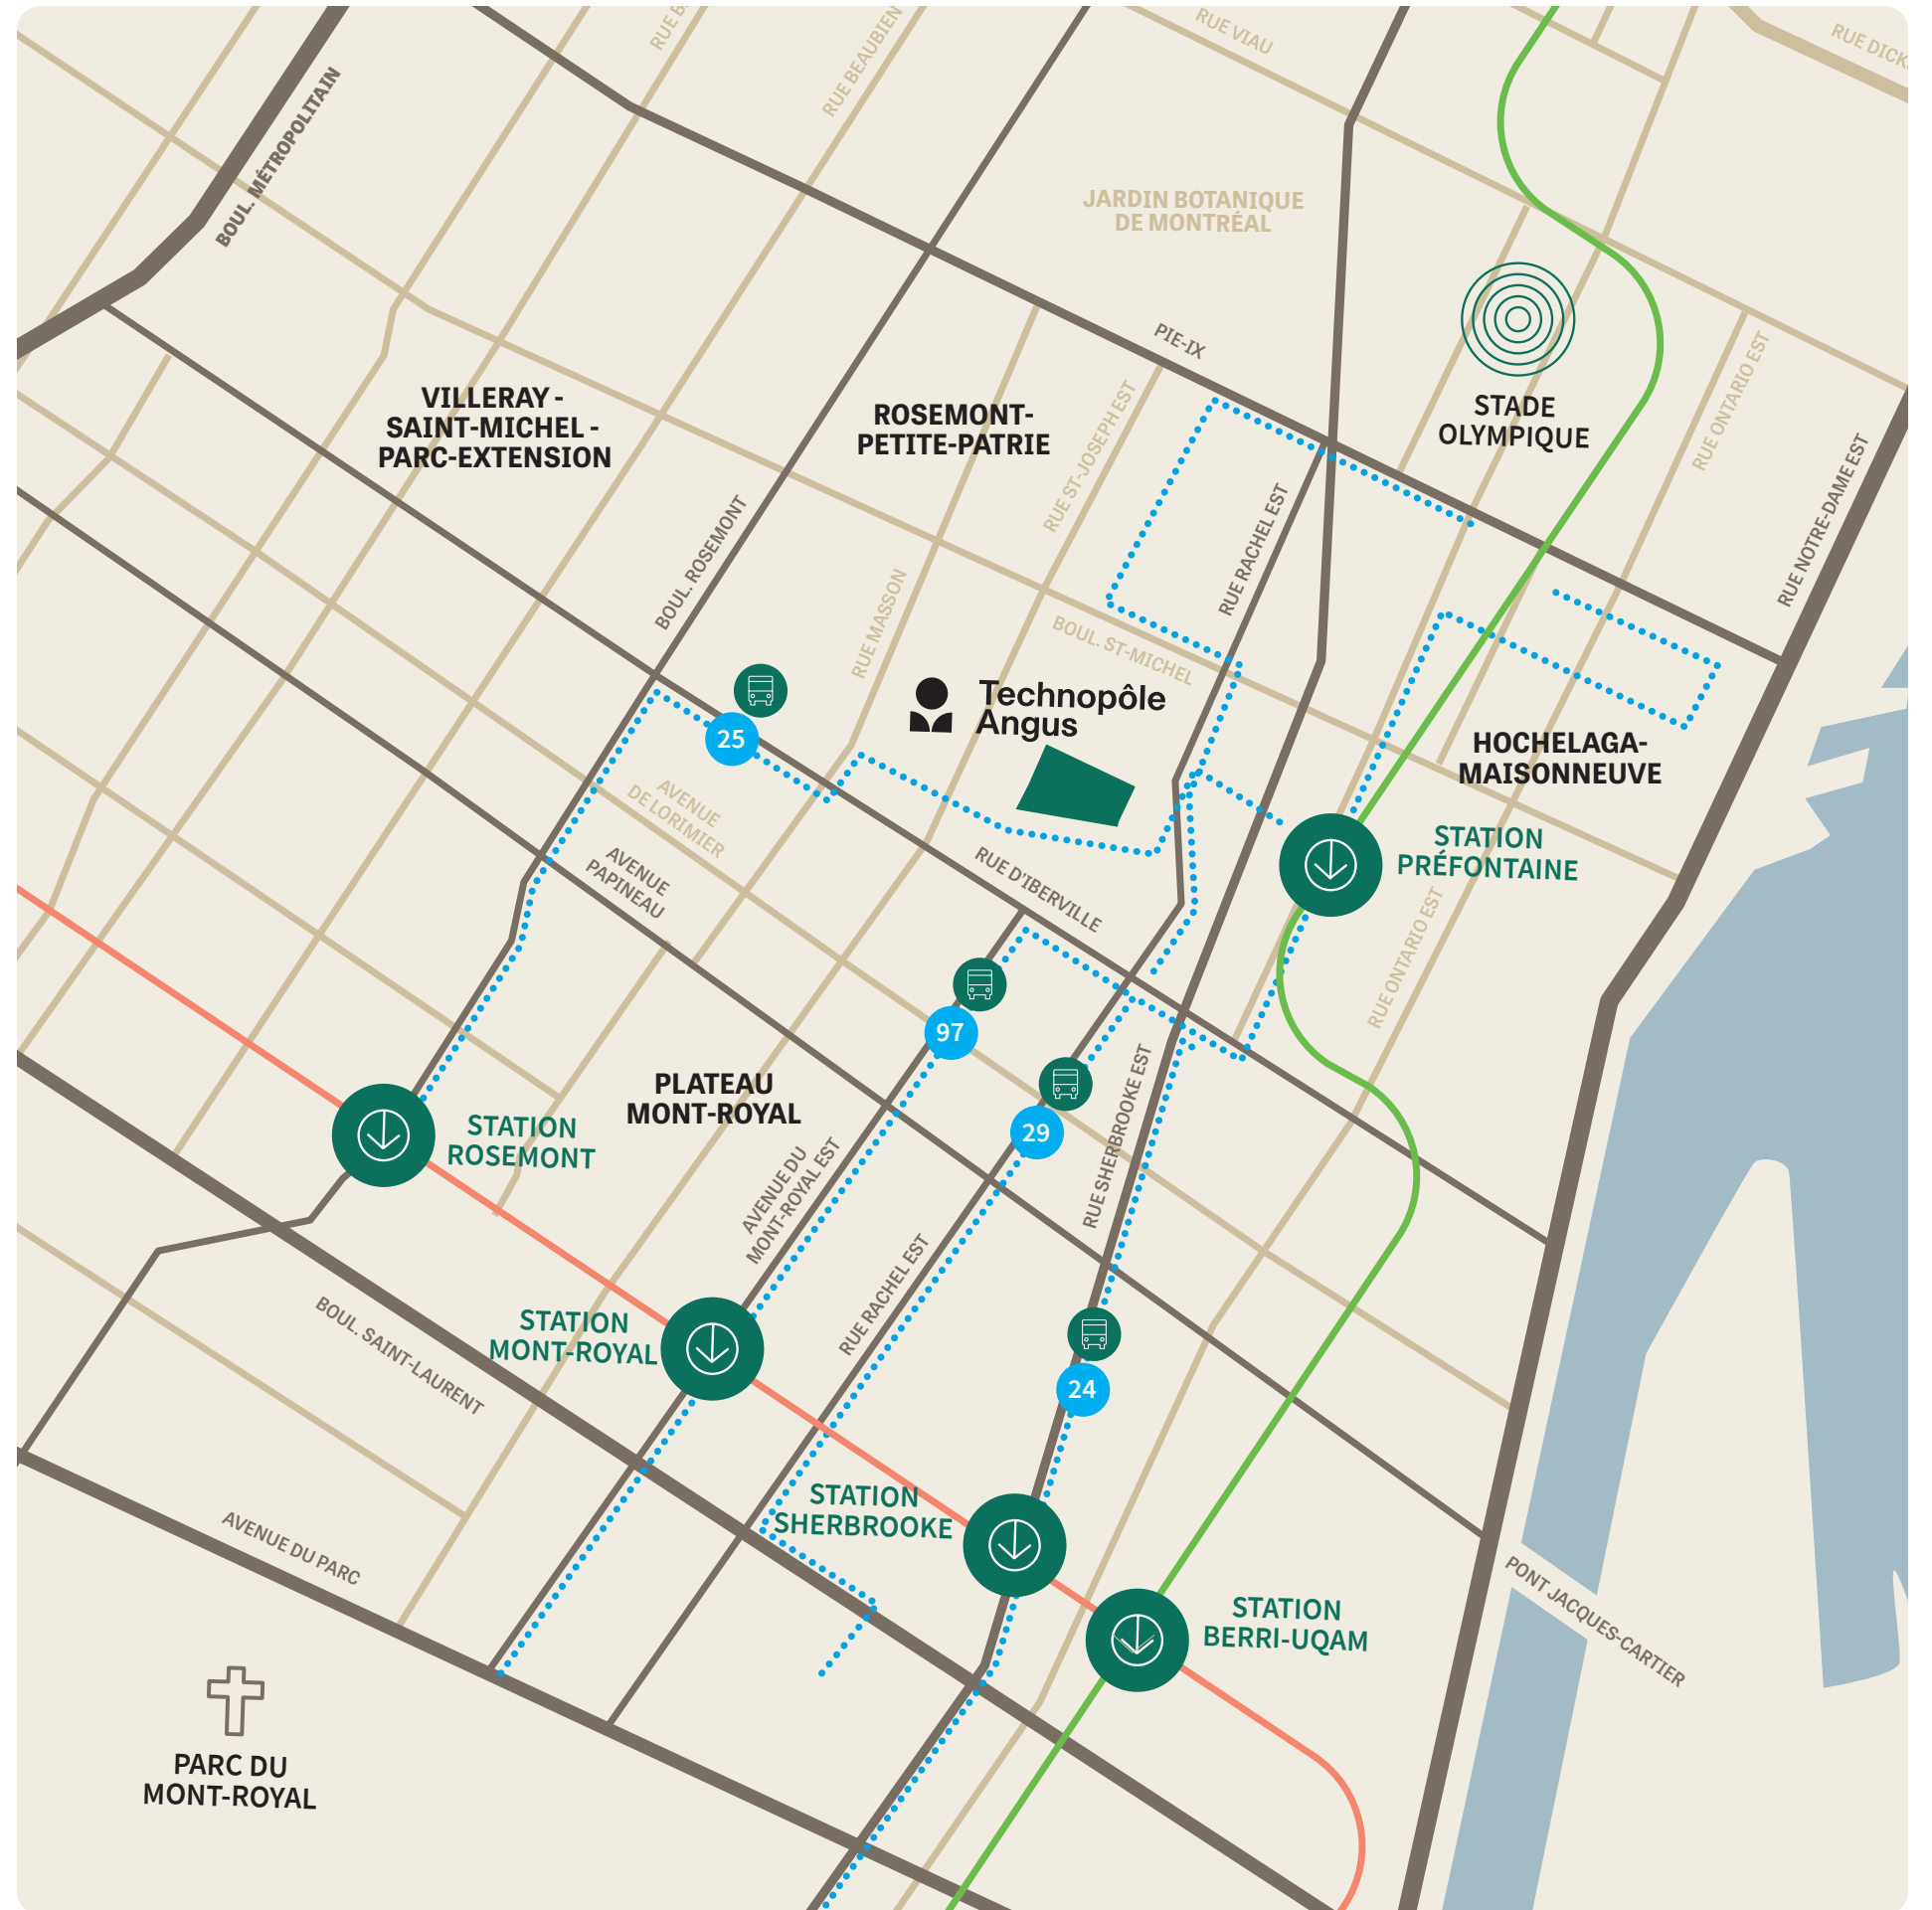 RUE B
RUE BEAUBIEN
RUE VIAU
RUE DICK
BOUL. MÉTROPOLITAIN
JARDIN BOTANIQUE
DE MONTRÉAL
PIE-IX
RUE ONTARIO EST
VILLERAY -
SAINT-MICHEL -
PARC-EXTENSION
ROSEMONT-
PETITE-PATRIE
RUE ST-JOSEPH EST
STADE
OLYMPIQUE
RUE NOTRE-DAME EST
BOUL. ROSEMONT
RUE RACHEL EST
RUE MASSON
BOUL. ST-MICHEL
Technopôle
Angus
25
HOCHELAGA-
MAISONNEUVE
AVENUE
DE LORIMIER
AVENUE
PAPINEAU
RUE D'IBERVILLE
STATION
PRÉFONTAINE
RUE ONTARIO EST
97
29
PLATEAU
MONT-ROYAL
STATION
ROSEMONT
RUE SHERBROOKE EST
AVENUE DU
MONT-ROYAL EST
RUE RACHEL EST
BOUL. SAINT-LAURENT
STATION
MONT-ROYAL
24
STATION
SHERBROOKE
AVENUE DU PARC
STATION
BERRI-UQAM
PONT JACQUES-CARTIER
PARC DU
MONT-ROYAL